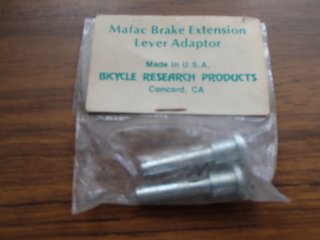 Mafac Brake Extension
Lever Adaptor
Made in U.S.A.
BICYCLE RESEARCH PRODUCTS
Concord, CA